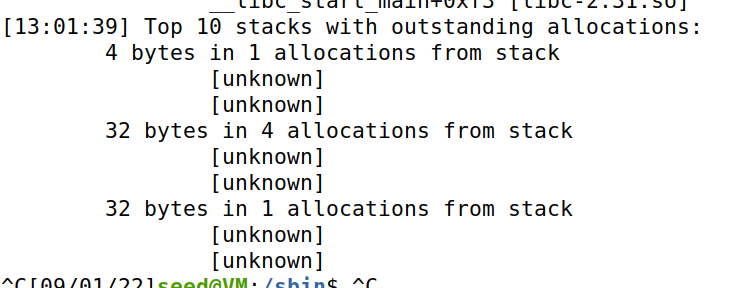 __libc_start_main+0xf3 [libc-2.31.so]
[13:01:39] Top 10 stacks with outstanding allocations:
4 bytes in 1 allocations from stack
[unknown]
[unknown]
32 bytes in 4 allocations from stack
[unknown]
[unknown]
32 bytes in 1 allocations from stack
[unknown]
[unknown]
^C[09/01/22]seed@VM:/sbin$ ^C